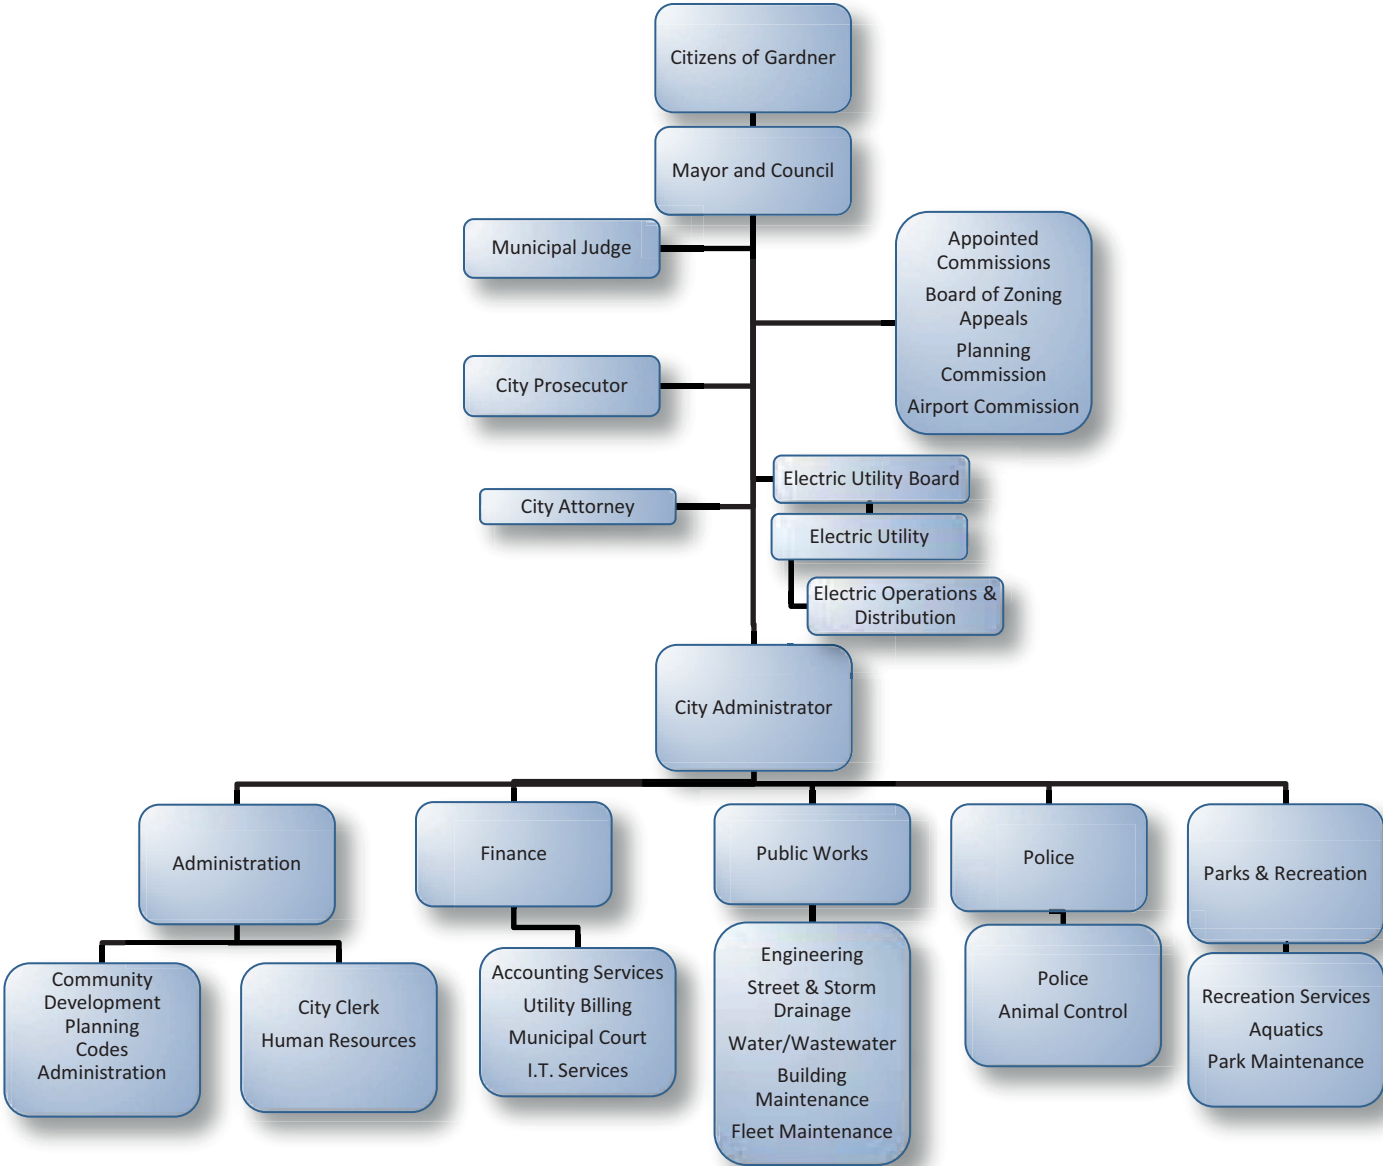 Citizens of Gardner
Mayor and Council
Municipal Judge
Appointed
Commissions
Board of Zoning
Appeals
Planning
Commission
Airport Commission
City Prosecutor
Electric Utility Board
City Attorney
Electric Utility
Electric Operations &
Distribution
City Administrator
Administration
Finance
Public Works
Police
Parks & Recreation
Community
Development
Planning
Codes
Administration
City Clerk
Human Resources
Accounting Services
Utility Billing
Municipal Court
I.T. Services
Engineering
Street & Storm
Drainage
Water/Wastewater
Building
Maintenance
Fleet Maintenance
Police
Animal Control
Recreation Services
Aquatics
Park Maintenance